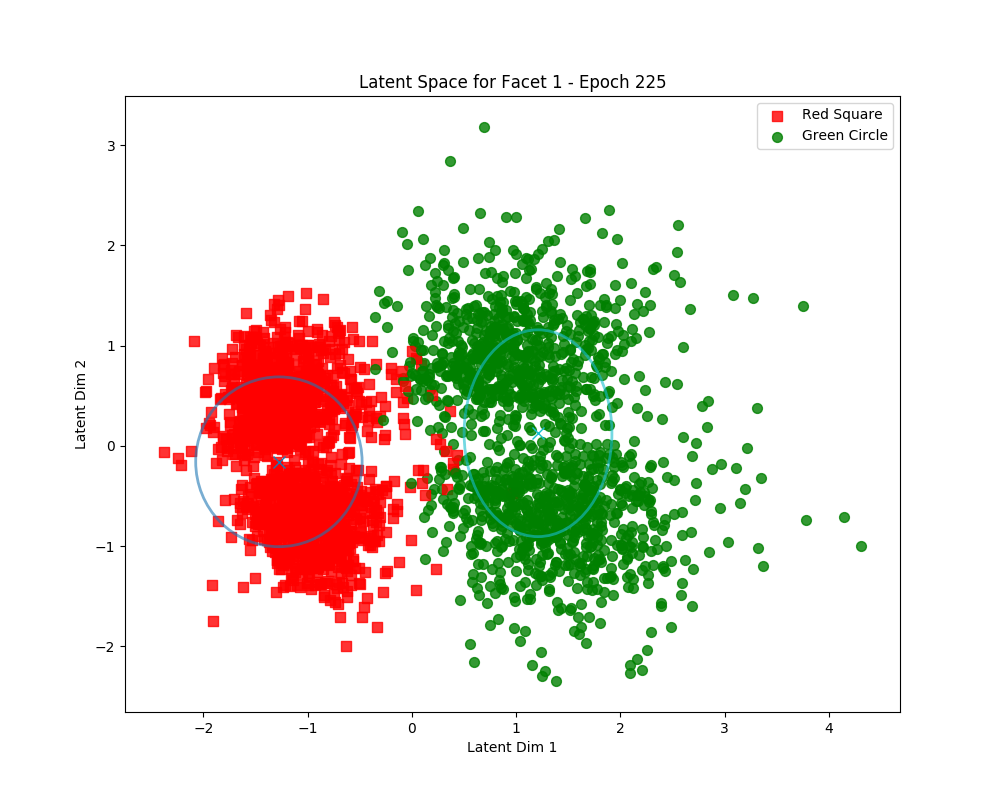 Latent Space for Facet 1 - Epoch 225
Red Square
Green Circle
Latent Dim 2
3
2
1
0
−1
−2
−2
−1
0
1
2
3
4
Latent Dim 1